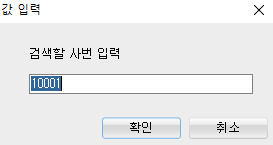 값 입력
검색할 사번 입력
10001
확인
취소